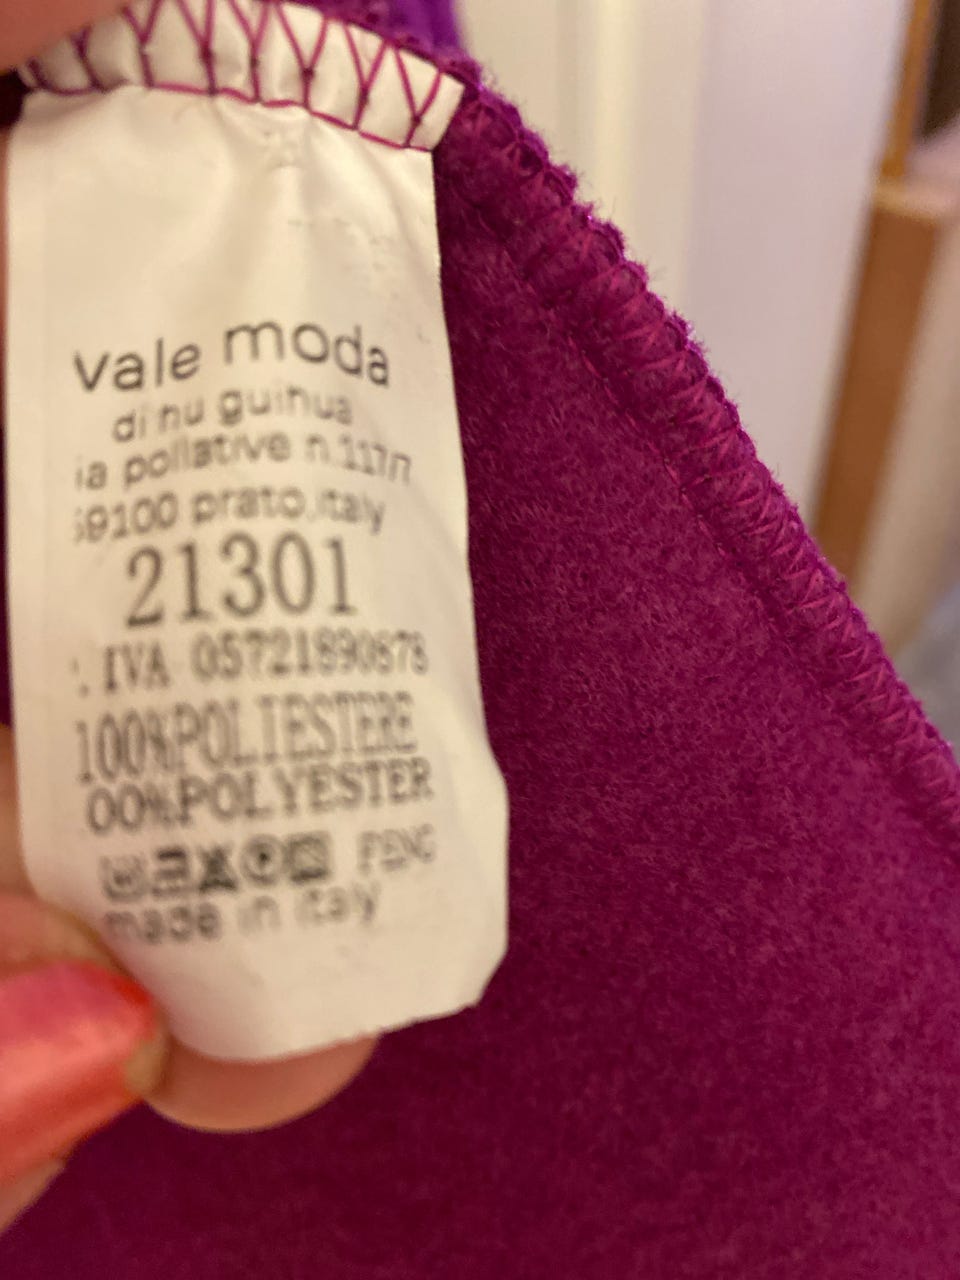 vale moda
di hu guihua
ia pollative n.117/7
59100 prato,italy
21301
. IVA 05721890878
100%POLIESTERE
00%POLYESTER
made in italy